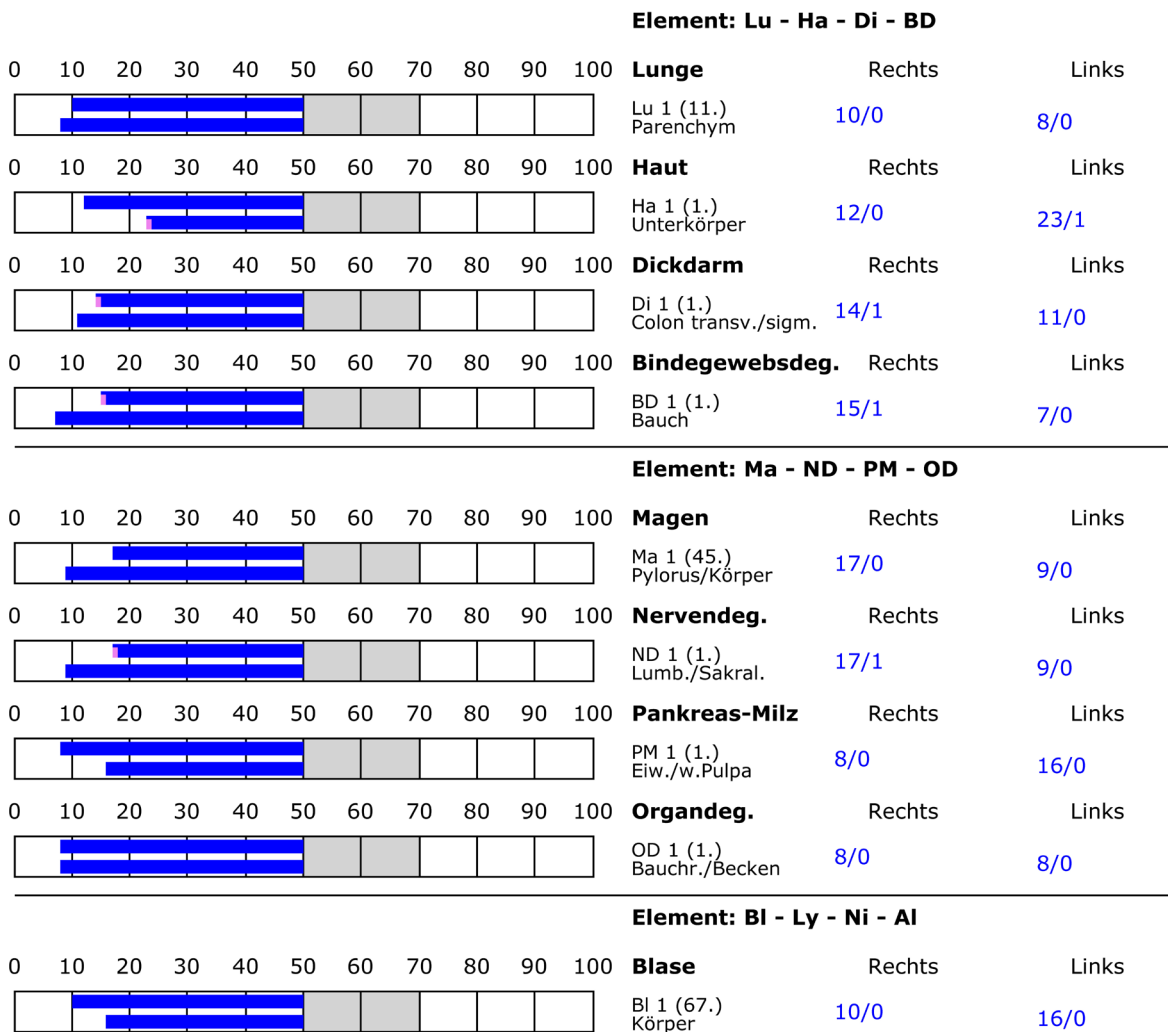 Element: Lu - Ha - Di - BD
0 10 20 30 40 50 60 70 80 90 100 Lunge Rechts Links
Lu 1 (11.) 10/0 8/0
Parenchym
0 10 20 30 40 50 60 70 80 90 100 Haut Rechts Links
Ha 1 (1.) 12/0 23/1
Unterkörper
0 10 20 30 40 50 60 70 80 90 100 Dickdarm Rechts Links
Di 1 (1.) 14/1 11/0
Colon transv./sigm.
0 10 20 30 40 50 60 70 80 90 100 Bindegewebsdeg. Rechts Links
BD 1 (1.) 15/1 7/0
Bauch
Element: Ma - ND - PM - OD
0 10 20 30 40 50 60 70 80 90 100 Magen Rechts Links
Ma 1 (45.) 17/0 9/0
Pylorus/Körper
0 10 20 30 40 50 60 70 80 90 100 Nervendeg. Rechts Links
ND 1 (1.) 17/1 9/0
Lumb./Sakral.
0 10 20 30 40 50 60 70 80 90 100 Pankreas-Milz Rechts Links
PM 1 (1.) 8/0 16/0
Eiw./w.Pulpa
0 10 20 30 40 50 60 70 80 90 100 Organdeg. Rechts Links
OD 1 (1.) 8/0 8/0
Bauchr./Becken
Element: Bl - Ly - Ni - Al
0 10 20 30 40 50 60 70 80 90 100 Blase Rechts Links
Bl 1 (67.) 10/0 16/0
Körper